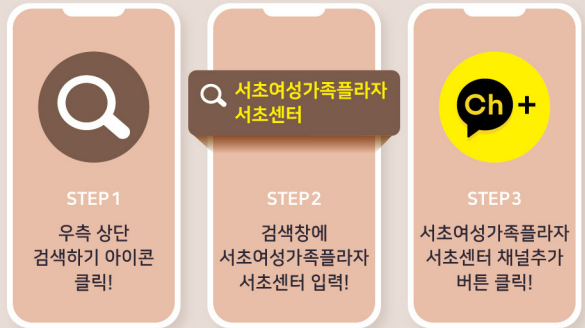 STEP 1
우측 상단
검색하기 아이콘
클릭!
서초여성가족플라자
서초센터
STEP 2
검색창에
서초여성가족플라자
서초센터 입력!
Ch +
STEP 3
서초여성가족플라자
서초센터 채널추가
버튼 클릭!